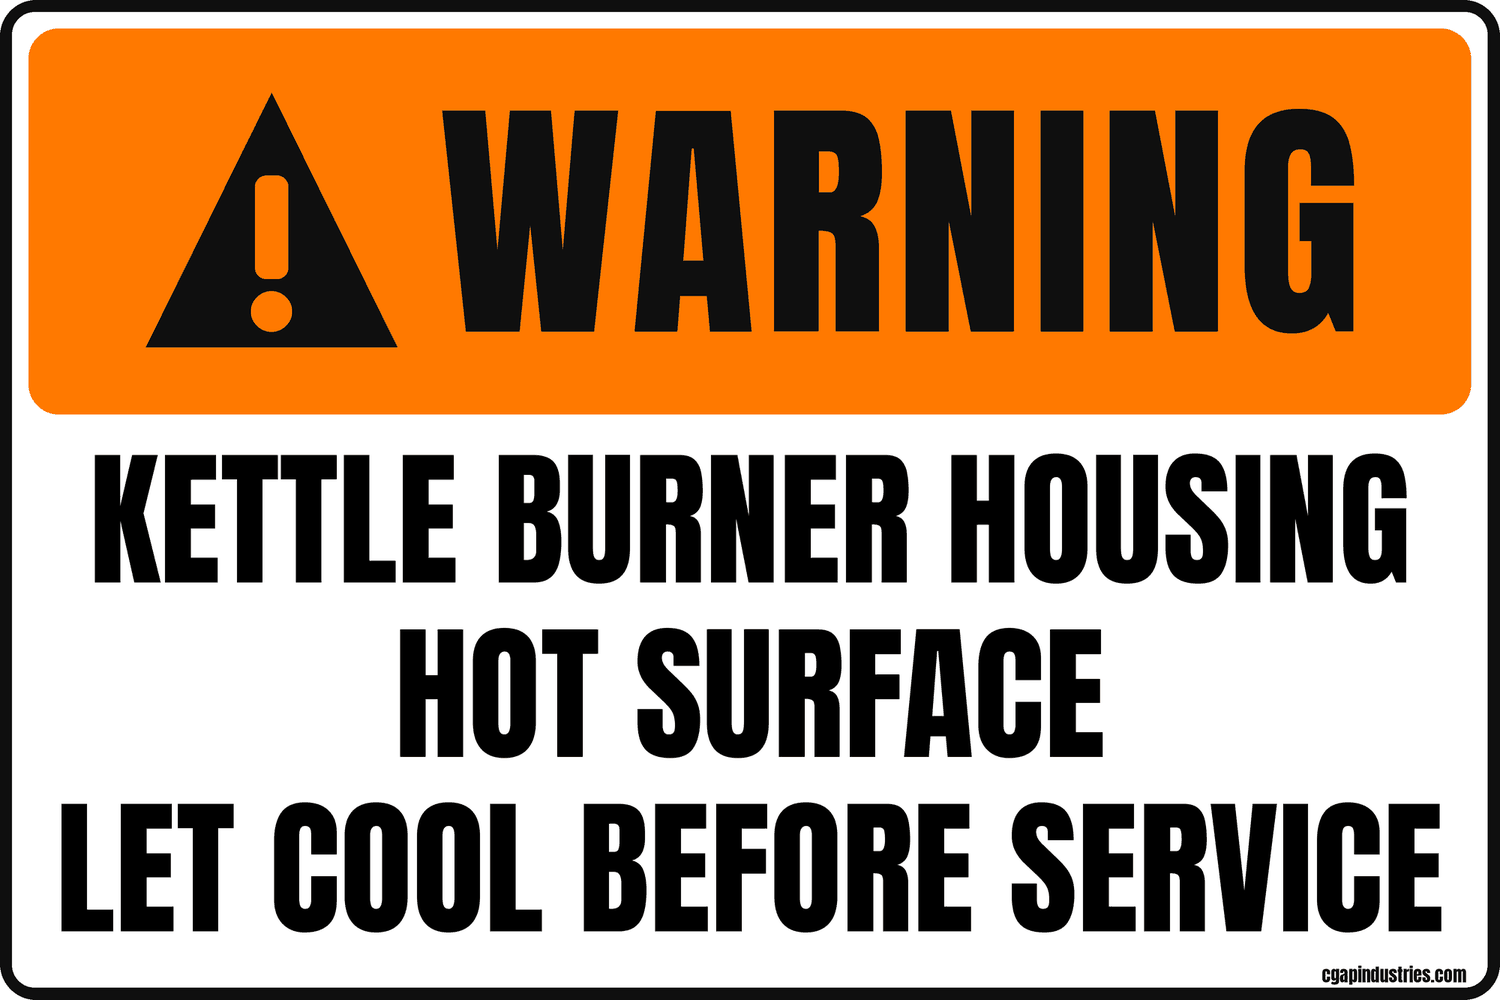 WARNING
KETTLE BURNER HOUSING
HOT SURFACE
LET COOL BEFORE SERVICE
cgapindustries.com